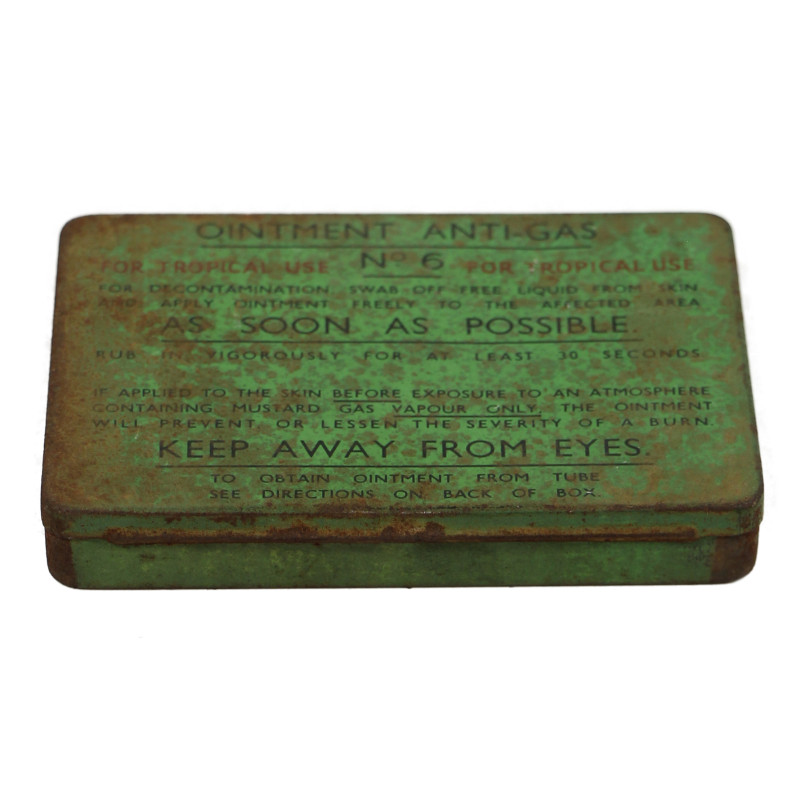 OINTMENT ANTI-GAS
FOR TROPICAL USE Nº 6 FOR TROPICAL USE
FOR DECONTAMINATION, SWAB OFF FREE LIQUID FROM SKIN
AND APPLY OINTMENT FREELY TO THE AFFECTED AREA
AS SOON AS POSSIBLE.
RUB IN VIGOROUSLY FOR AT LEAST 30 SECONDS
IF APPLIED TO THE SKIN BEFORE EXPOSURE TO AN ATMOSPHERE
CONTAINING MUSTARD GAS VAPOUR ONLY, THE OINTMENT
WILL PREVENT, OR LESSEN THE SEVERITY OF A BURN.
KEEP AWAY FROM EYES.
TO OBTAIN OINTMENT FROM TUBE
SEE DIRECTIONS ON BACK OF BOX